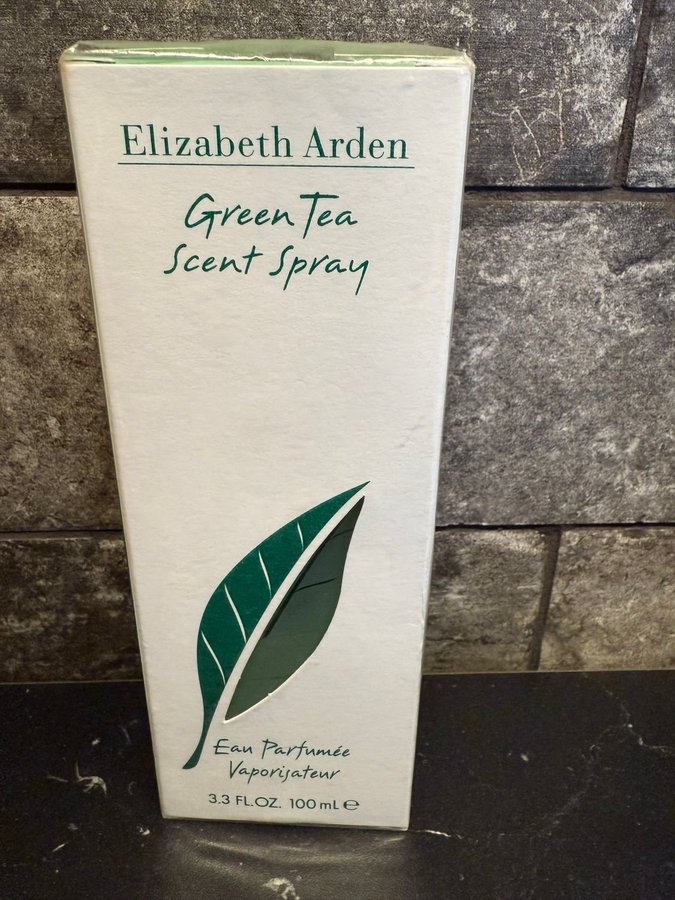 Elizabeth Arden
Green Tea
Scent Spray
Eau Parfumée
Vaporisateur
3.3 FL.OZ. 100 mL ℮